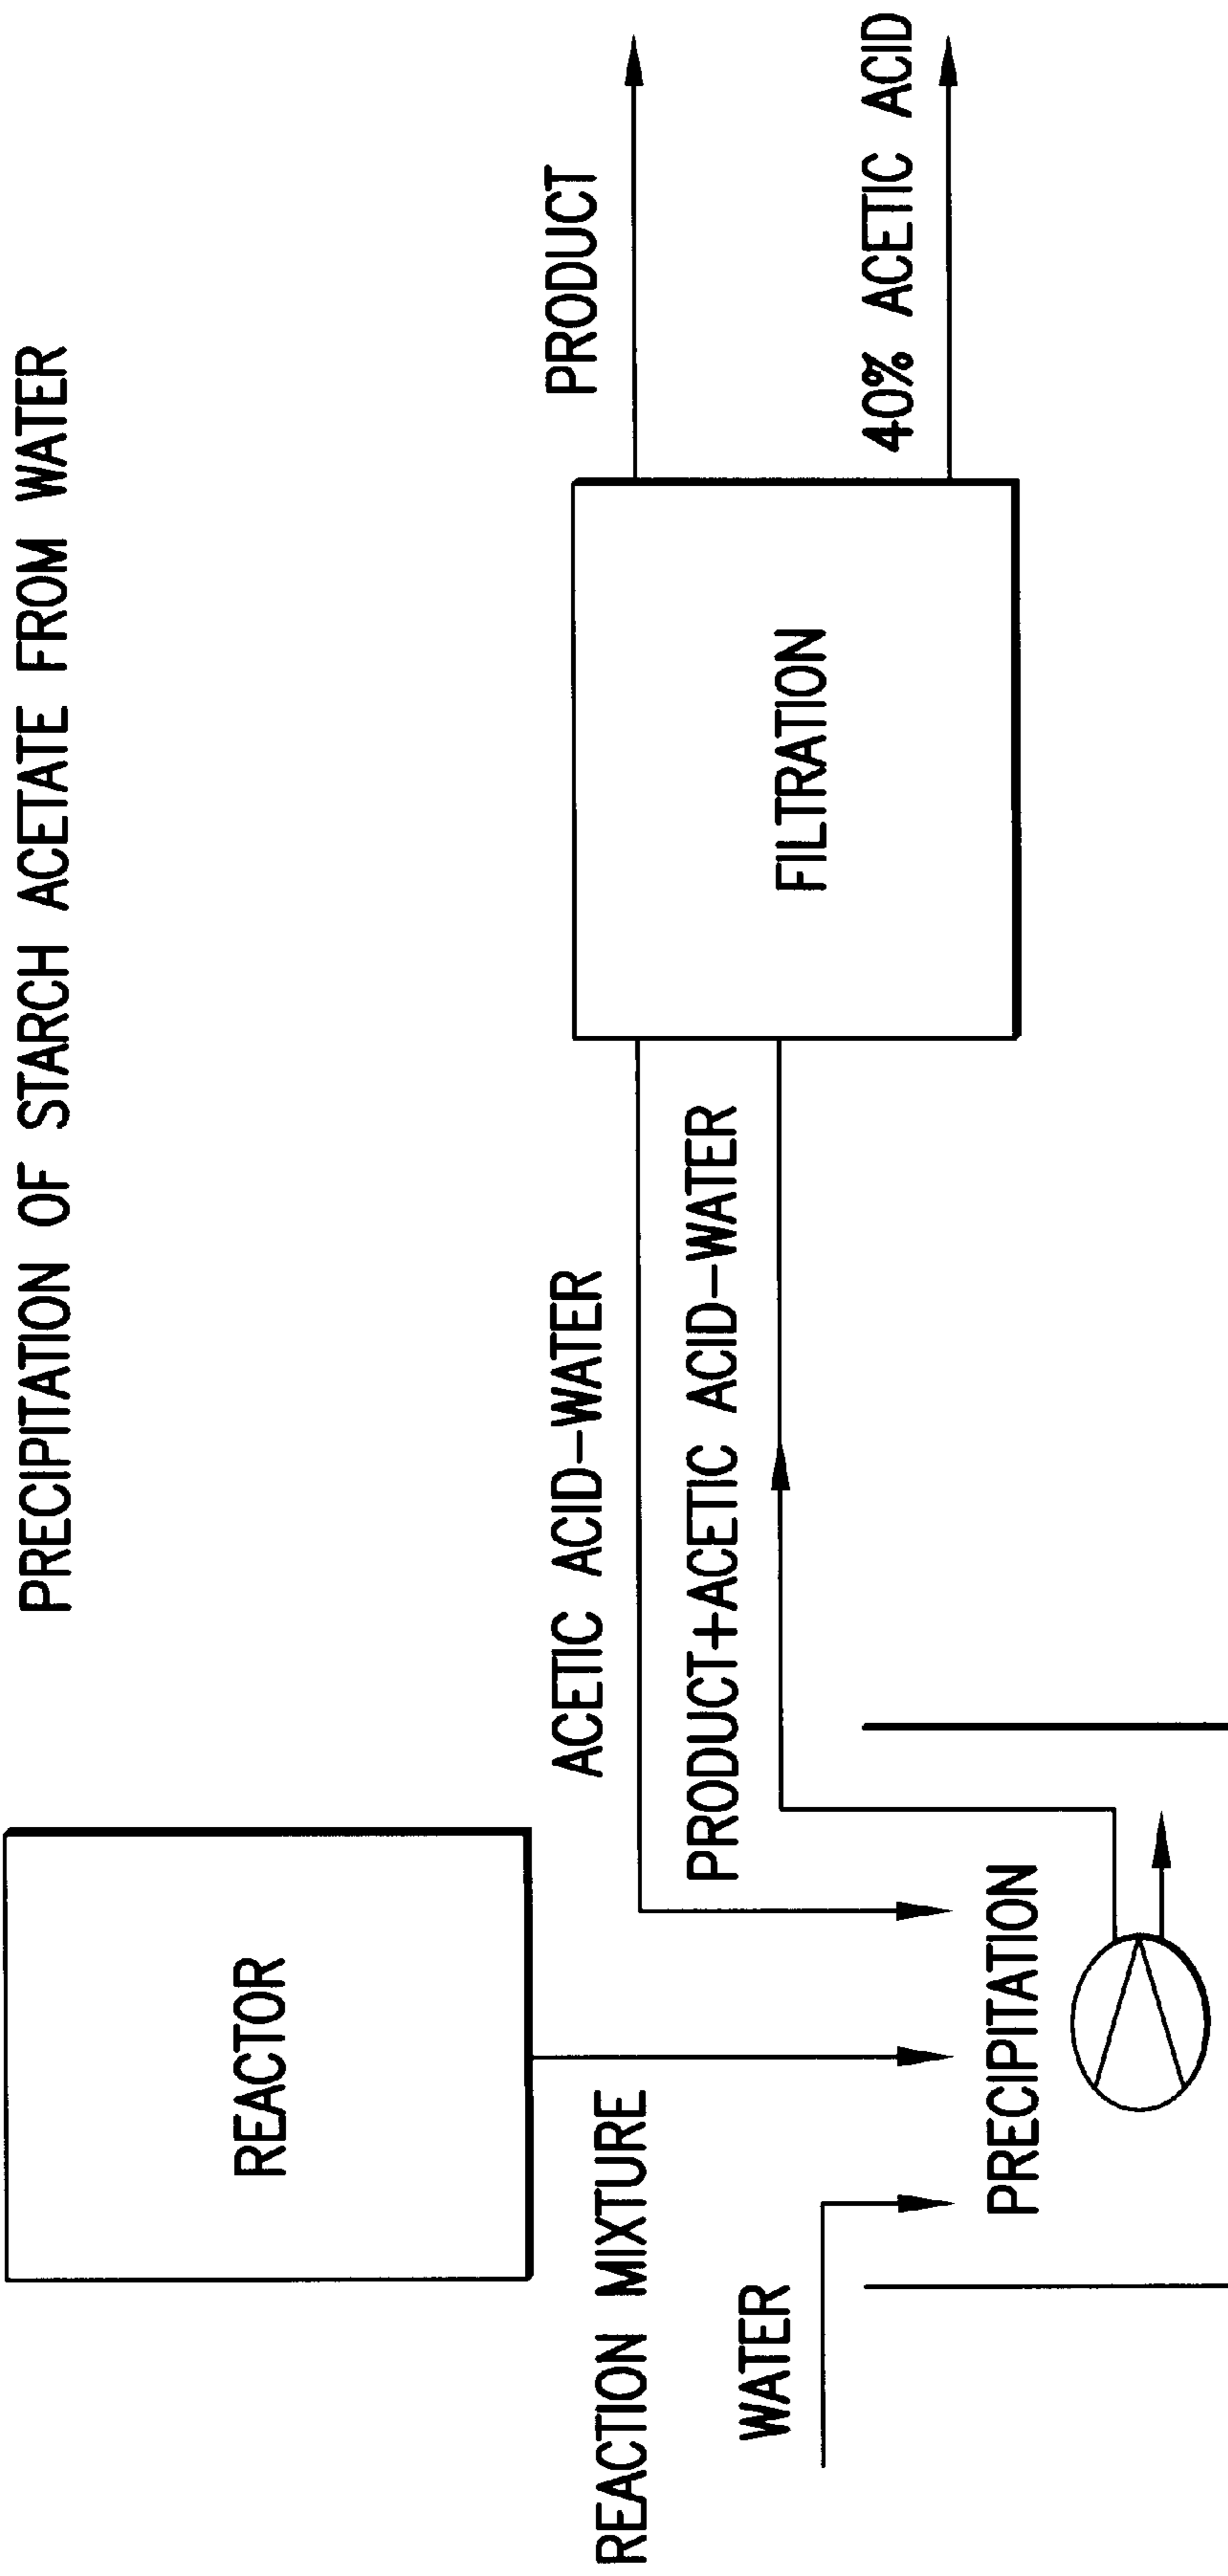 PRECIPITATION OF STARCH ACETATE FROM WATER
REACTOR
REACTION MIXTURE
WATER
ACETIC ACID-WATER
PRODUCT+ACETIC ACID-WATER
PRECIPITATION
FILTRATION
PRODUCT
40% ACETIC ACID